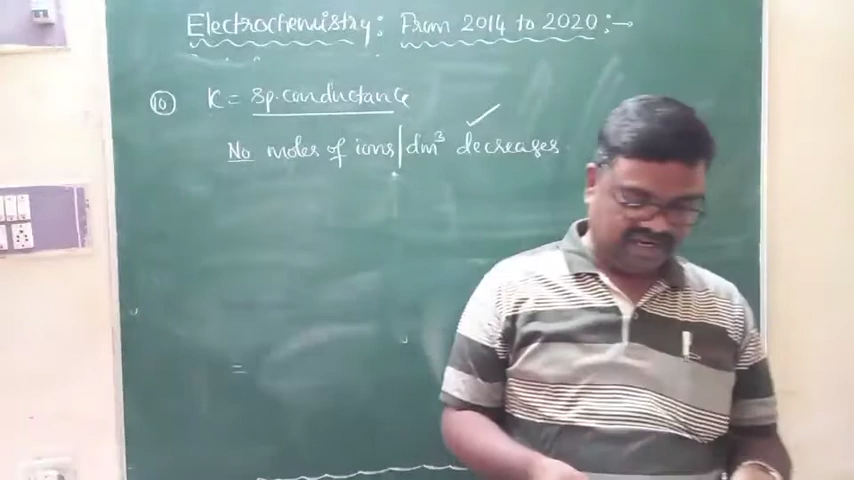 Electrochemistry: From 2014 to 2020:→
(10) K = Sp. conductance
No moles of ions | dm³ decreases ✓